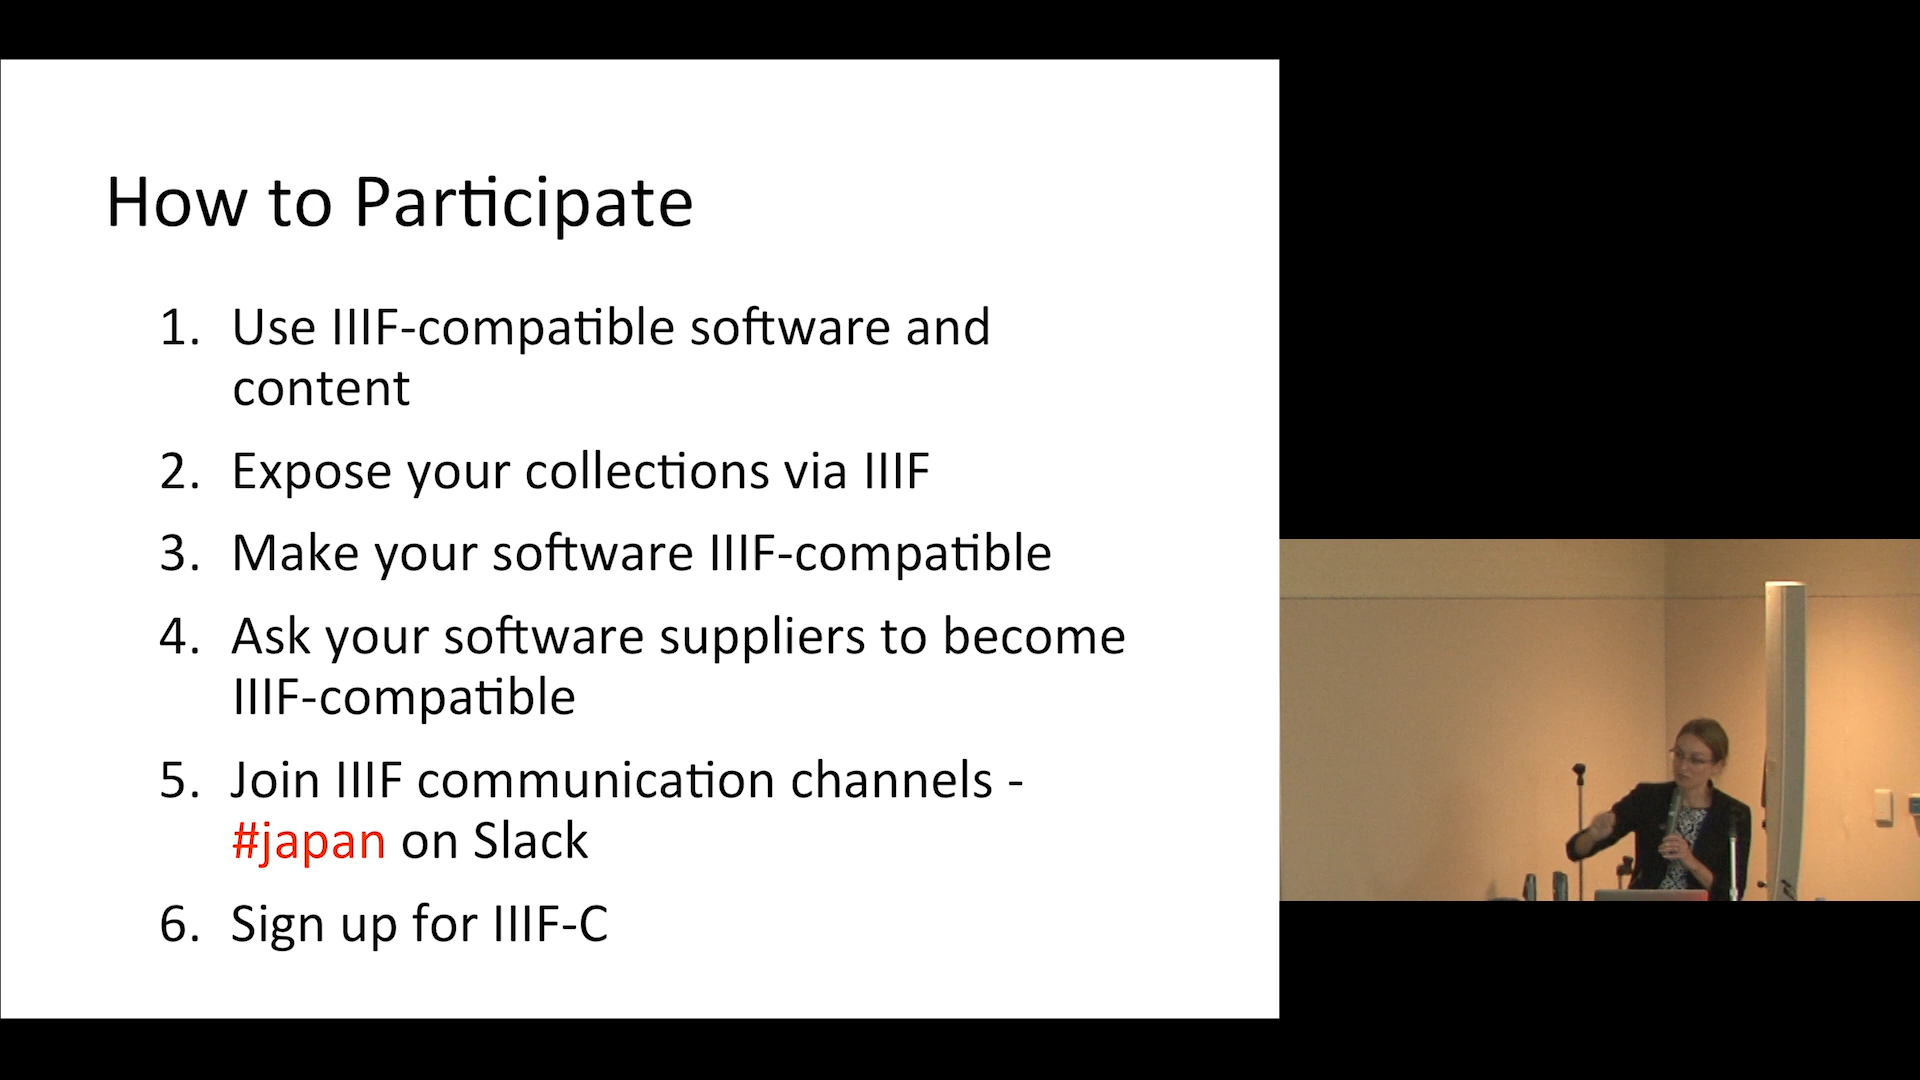 How to Participate
1. Use IIIF-compatible software and
content
2. Expose your collections via IIIF
3. Make your software IIIF-compatible
4. Ask your software suppliers to become
IIIF-compatible
5. Join IIIF communication channels -
#japan on Slack
6. Sign up for IIIF-C